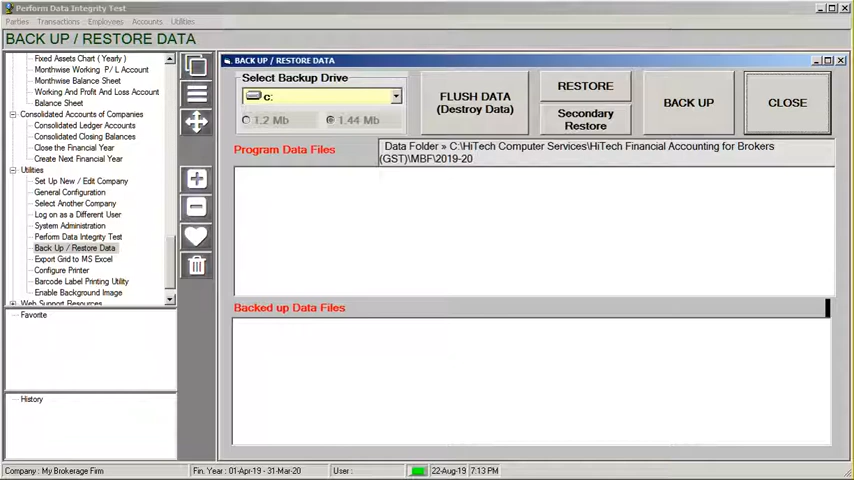 Perform Data Integrity Test
Parties Transactions Employees Accounts Utilities
BACK UP / RESTORE DATA
Fixed Assets Chart ( Yearly )
Monthwise Working P/ L Account
Monthwise Balance Sheet
Working And Profit And Loss Account
Balance Sheet
Consolidated Accounts of Companies
Consolidated Ledger Accounts
Consolidated Closing Balances
Close the Financial Year
Create Next Financial Year
Utilities
Set Up New / Edit Company
General Configuration
Select Another Company
Log on as a Different User
System Administration
Perform Data Integrity Test
Back Up / Restore Data
Export Grid to MS Excel
Configure Printer
Barcode Label Printing Utility
Enable Background Image
Web Support Resources
Favorite
History
BACK UP / RESTORE DATA
Select Backup Drive
c:
1.2 Mb
1.44 Mb
FLUSH DATA
(Destroy Data)
RESTORE
Secondary
Restore
BACK UP
CLOSE
Program Data Files
Data Folder » C:\HiTech Computer Services\HiTech Financial Accounting for Brokers
(GST)\MBF\2019-20
Backed up Data Files
Company : My Brokerage Firm
Fin. Year : 01-Apr-19 - 31-Mar-20
User :
22-Aug-19
7:13 PM